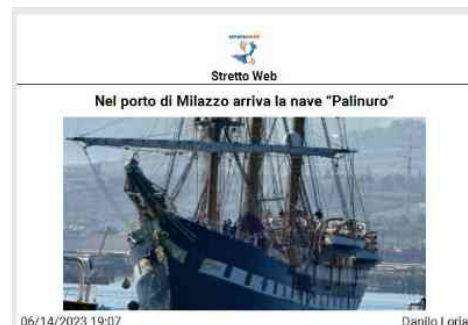 Stretto Web
Nel porto di Milazzo arriva la nave “Palinuro”
06/14/2023 19:07
Danilo Loria